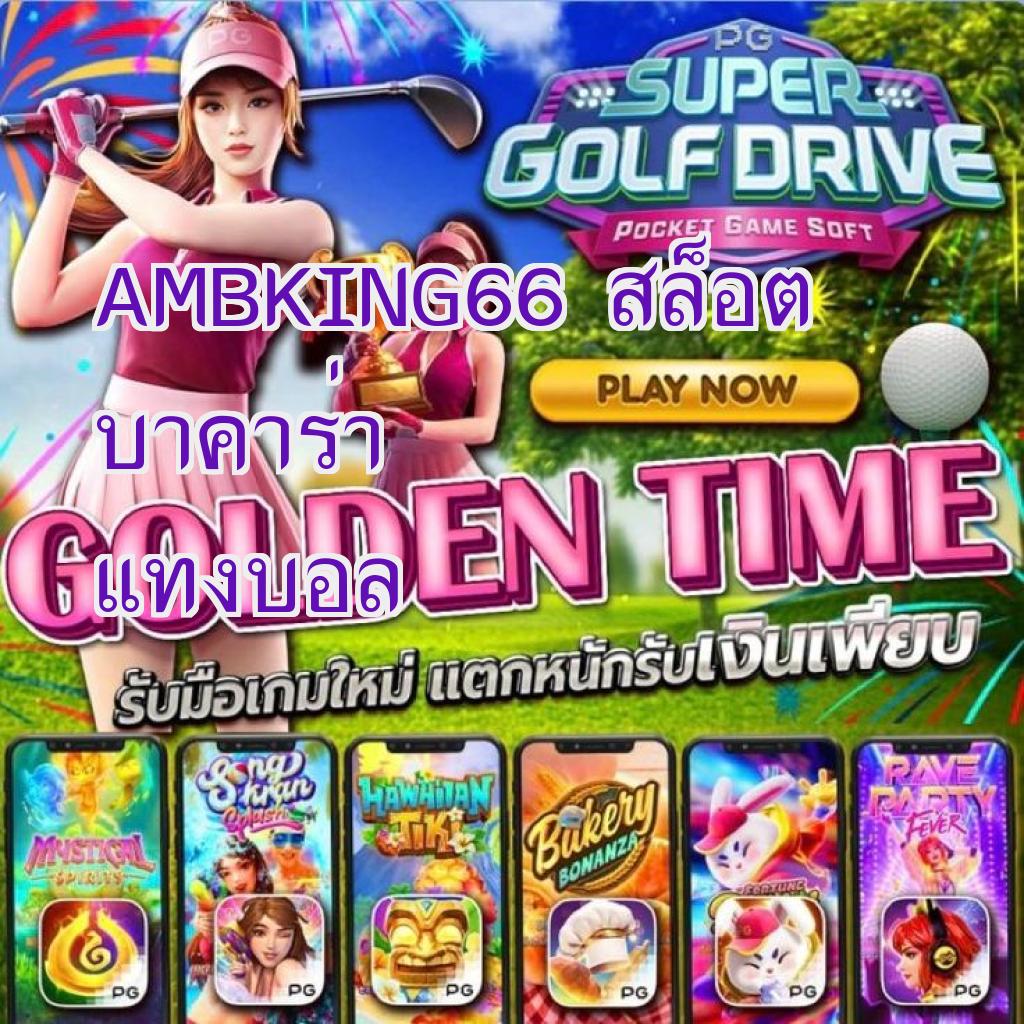 PG
PG
SUPER
GOLF DRIVE
POCKET GAME SOFT
AMBKING66 สล็อต
PLAY NOW
บาคาร่า
GOLDEN TIME
แทงบอล
รับมือเกมใหม่ แตกหนักรับเงินเพียบ
MYSTICAL
SPIRITS
Songkran
Splash
HAWAIIAN
TIKI
Bakery
BONANZA
FORTUNE
RAVE
PARTY
FEVER
PG
PG
PG
PG
PG
PG